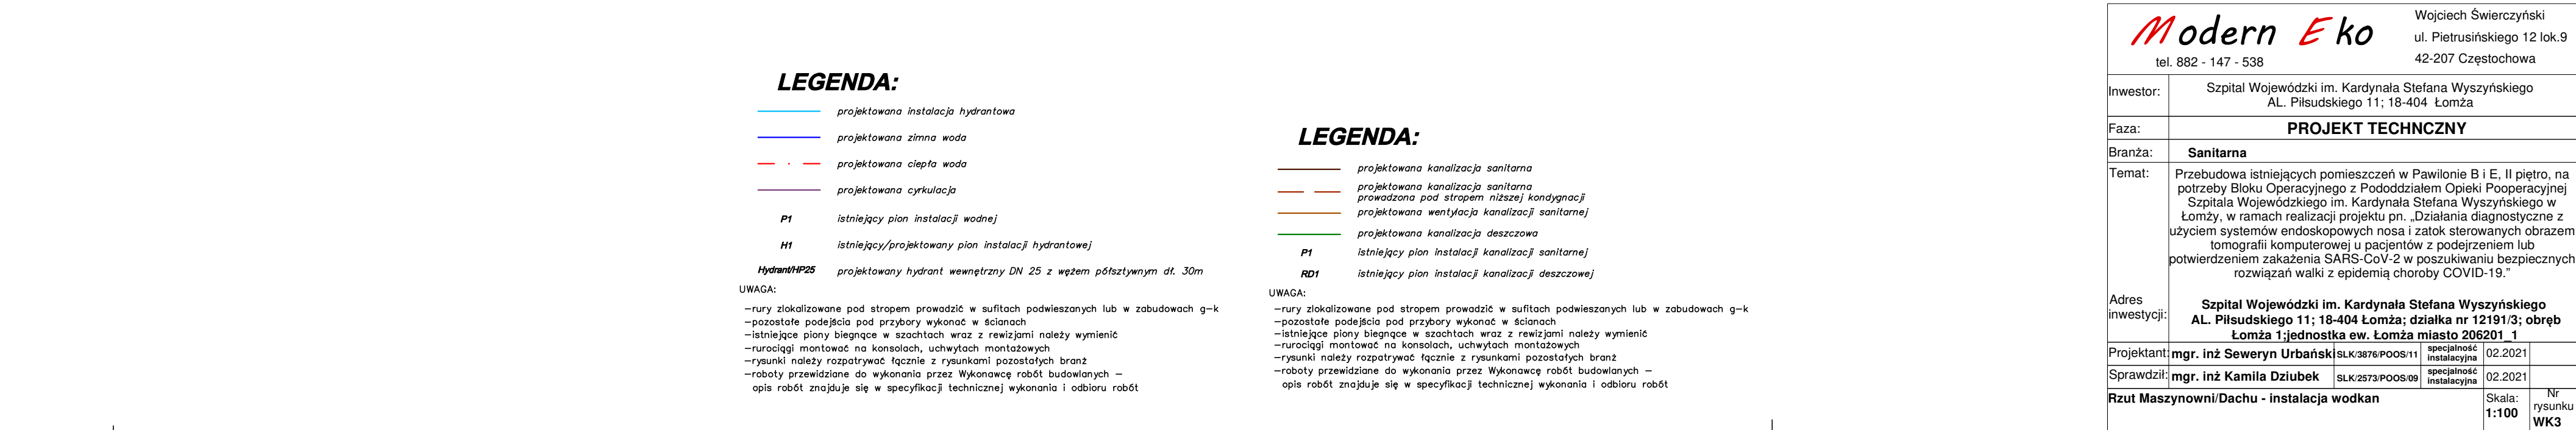 LEGENDA:
projektowana instalacja hydrantowa
projektowana zimna woda
projektowana ciepła woda
projektowana cyrkulacja
P1 istniejący pion instalacji wodnej
H1 istniejący/projektowany pion instalacji hydrantowej
Hydrant/HP25 projektowany hydrant wewnętrzny DN 25 z wężem półsztywnym dł. 30m
UWAGA:
-rury zlokalizowane pod stropem prowadzić w sufitach podwieszanych lub w zabudowach g-k
-pozostałe podejścia pod przybory wykonać w ścianach
-istniejące piony biegnące w szachtach wraz z rewizjami należy wymienić
-rurociągi montować na konsolach, uchwytach montażowych
-rysunki należy rozpatrywać łącznie z rysunkami pozostałych branż
-roboty przewidziane do wykonania przez Wykonawcę robót budowlanych -
opis robót znajduje się w specyfikacji technicznej wykonania i odbioru robót
LEGENDA:
projektowana kanalizacja sanitarna
projektowana kanalizacja sanitarna
prowadzona pod stropem niższej kondygnacji
projektowana wentylacja kanalizacji sanitarnej
projektowana kanalizacja deszczowa
P1 istniejący pion instalacji kanalizacji sanitarnej
RD1 istniejący pion instalacji kanalizacji deszczowej
UWAGA:
-rury zlokalizowane pod stropem prowadzić w sufitach podwieszanych lub w zabudowach g-k
-pozostałe podejścia pod przybory wykonać w ścianach
-istniejące piony biegnące w szachtach wraz z rewizjami należy wymienić
-rurociągi montować na konsolach, uchwytach montażowych
-rysunki należy rozpatrywać łącznie z rysunkami pozostałych branż
-roboty przewidziane do wykonania przez Wykonawcę robót budowlanych -
opis robót znajduje się w specyfikacji technicznej wykonania i odbioru robót
Modern Eko
tel. 882 - 147 - 538
Wojciech Świerczyński
ul. Pietrusińskiego 12 lok.9
42-207 Częstochowa
Inwestor: Szpital Wojewódzki im. Kardynała Stefana Wyszyńskiego
AL. Piłsudskiego 11; 18-404 Łomża
Faza: PROJEKT TECHNCZNY
Branża: Sanitarna
Temat: Przebudowa istniejących pomieszczeń w Pawilonie B i E, II piętro, na
potrzeby Bloku Operacyjnego z Pododdziałem Opieki Pooperacyjnej
Szpitala Wojewódzkiego im. Kardynała Stefana Wyszyńskiego w
Łomży, w ramach realizacji projektu pn. „Działania diagnostyczne z
użyciem systemów endoskopowych nosa i zatok sterowanych obrazem
tomografii komputerowej u pacjentów z podejrzeniem lub
potwierdzeniem zakażenia SARS-CoV-2 w poszukiwaniu bezpiecznych
rozwiązań walki z epidemią choroby COVID-19.”
Adres inwestycji: Szpital Wojewódzki im. Kardynała Stefana Wyszyńskiego
AL. Piłsudskiego 11; 18-404 Łomża; działka nr 12191/3; obręb
Łomża 1;jednostka ew. Łomża miasto 206201_1
Projektant: mgr. inż Seweryn Urbański SLK/3876/POOS/11 specjalność instalacyjna 02.2021
Sprawdził: mgr. inż Kamila Dziubek SLK/2573/POOS/09 specjalność instalacyjna 02.2021
Rzut Maszynowni/Dachu - instalacja wodkan
Skala:
1:100
Nr
rysunku
WK3